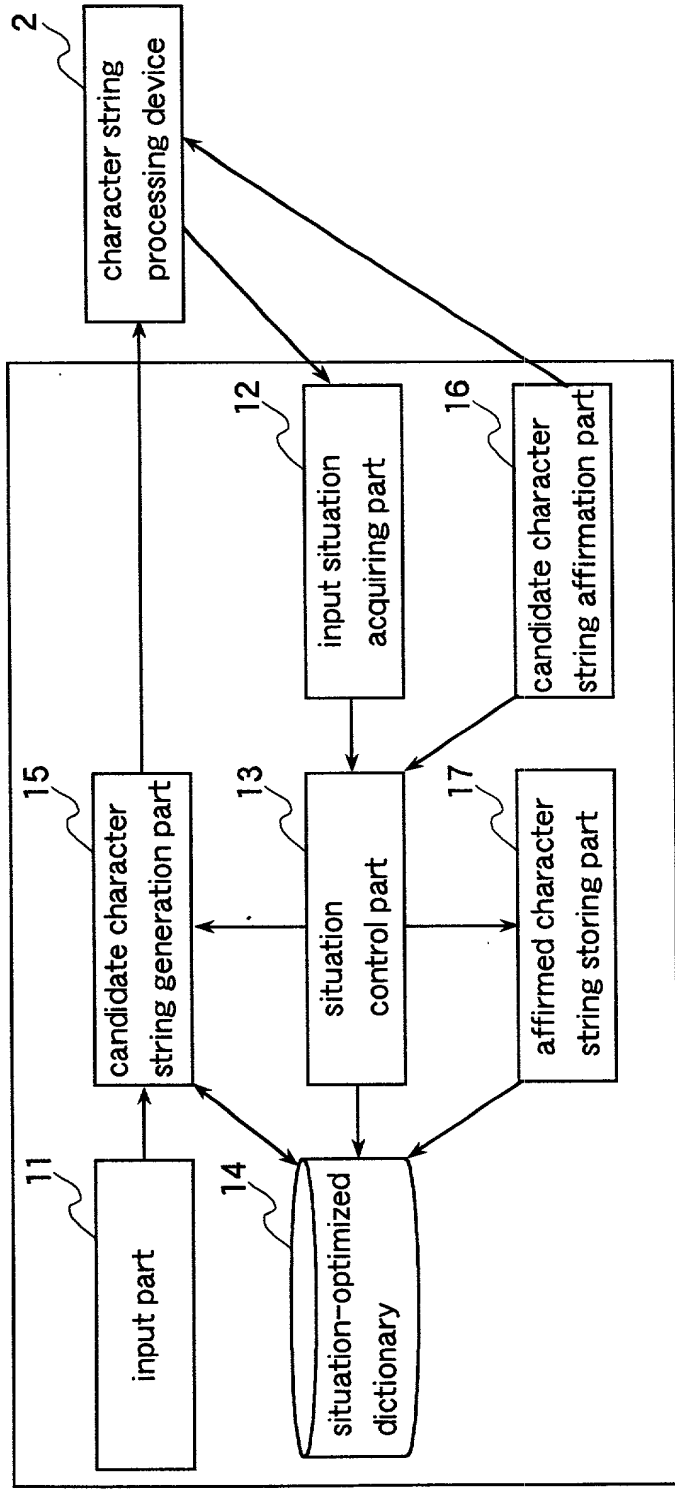 11
input part
15
candidate character
string generation part
2
character string
processing device
14
situation-optimized
dictionary
13
situation
control part
12
input situation
acquiring part
17
affirmed character
string storing part
16
candidate character
string affirmation part